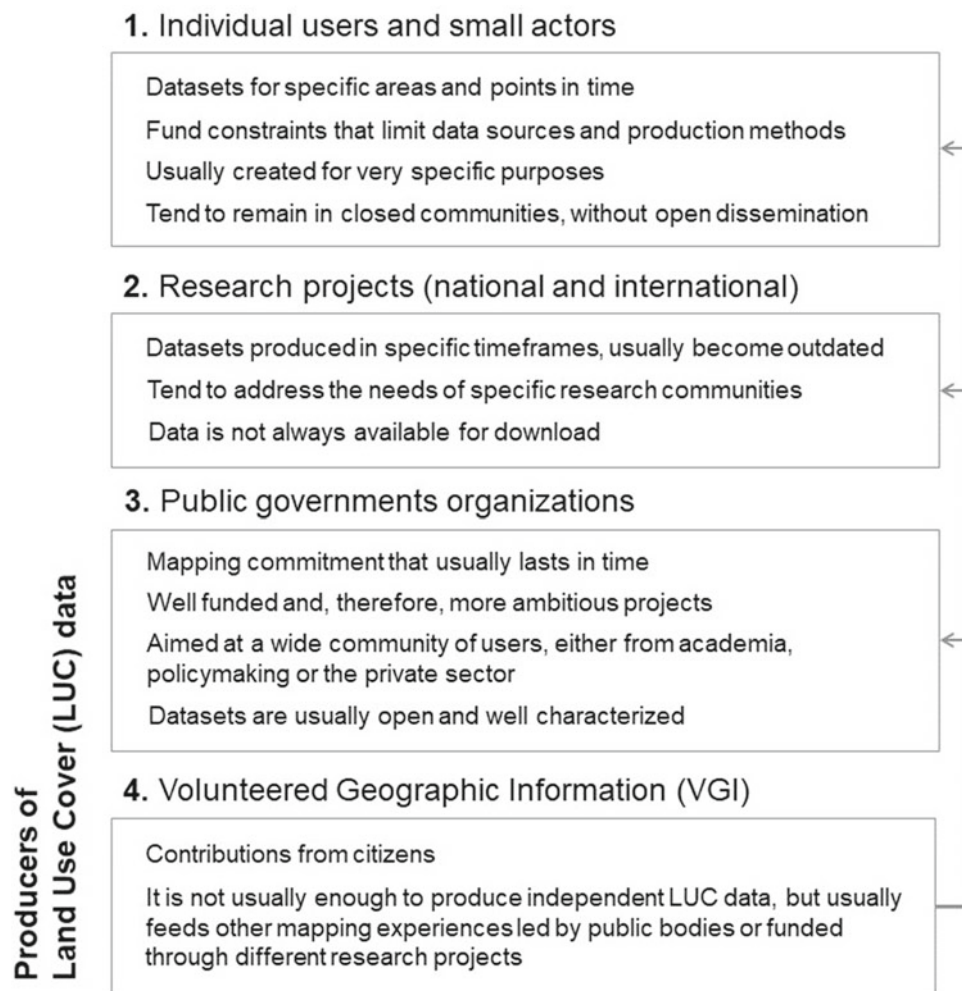 1. Individual users and small actors
Datasets for specific areas and points in time
Fund constraints that limit data sources and production methods
Usually created for very specific purposes
Tend to remain in closed communities, without open dissemination
2. Research projects (national and international)
Datasets produced in specific timeframes, usually become outdated
Tend to address the needs of specific research communities
Data is not always available for download
3. Public governments organizations
Mapping commitment that usually lasts in time
Well funded and, therefore, more ambitious projects
Aimed at a wide community of users, either from academia,
policymaking or the private sector
Datasets are usually open and well characterized
4. Volunteered Geographic Information (VGI)
Contributions from citizens
It is not usually enough to produce independent LUC data, but usually
feeds other mapping experiences led by public bodies or funded
through different research projects
Producers of
Land Use Cover (LUC) data